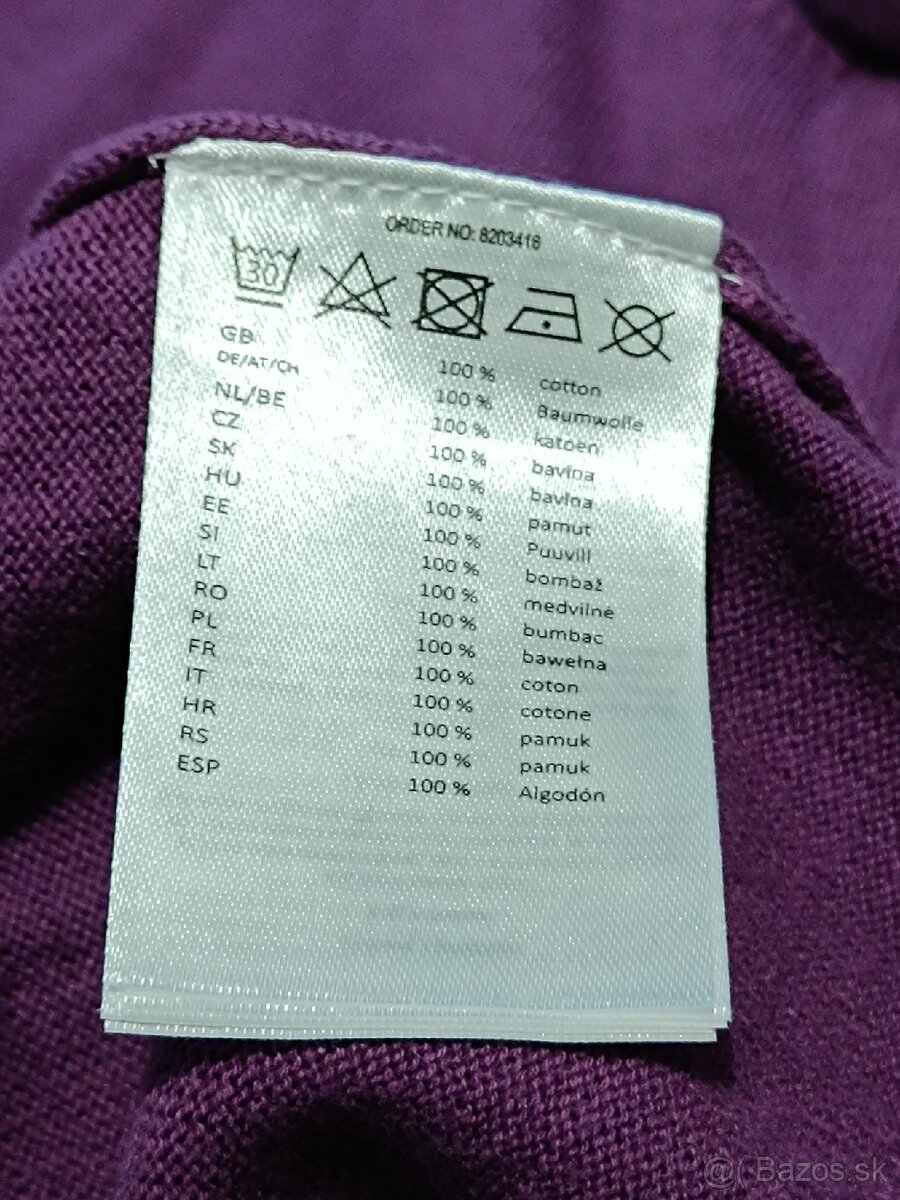 ORDER NO: 8203416
30
GB 100 % cotton
DE/AT/CH 100 % Baumwolle
NL/BE 100 % katoen
CZ 100 % bavlna
SK 100 % bavlna
HU 100 % pamut
EE 100 % Puuvill
SI 100 % bombaž
LT 100 % medvilnė
RO 100 % bumbac
PL 100 % bawełna
FR 100 % coton
IT 100 % cotone
HR 100 % pamuk
RS 100 % pamuk
ESP 100 % Algodón
@( Bazos.sk